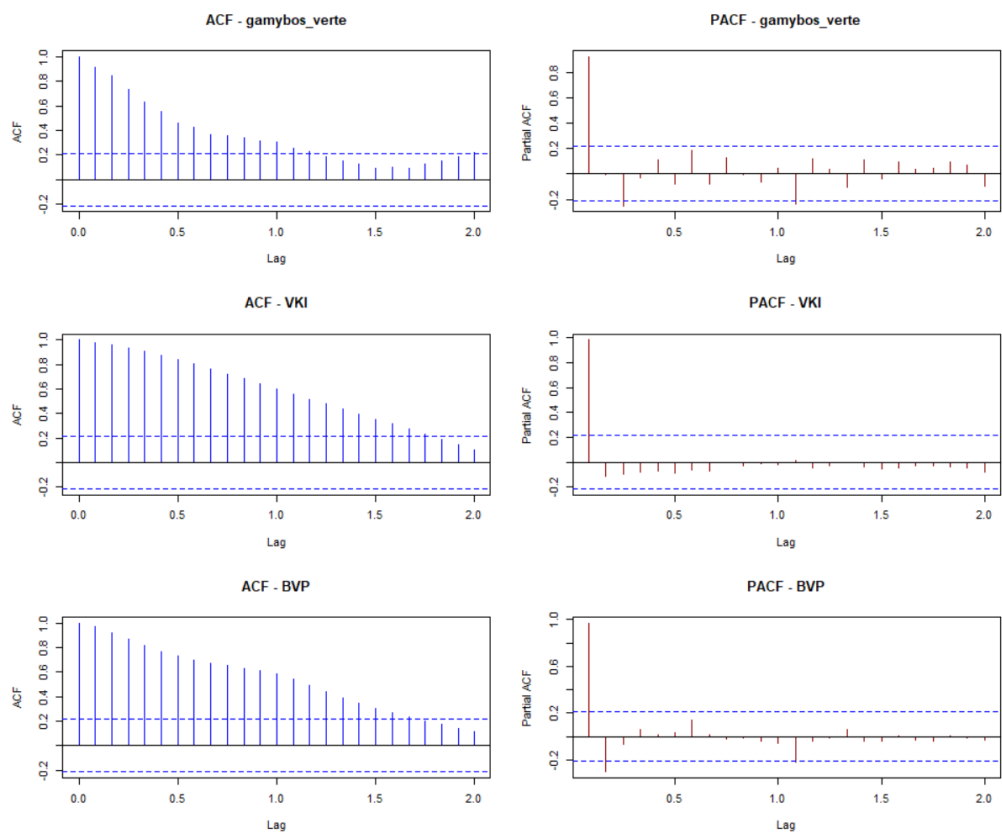 ACF - gamybos_verte
PACF - gamybos_verte
ACF
-0.2 0.2 0.4 0.6 0.8 1.0
0.0 0.5 1.0 1.5 2.0
Lag
Partial ACF
-0.2 0.2 0.4 0.6 0.8
0.5 1.0 1.5 2.0
Lag
ACF - VKI
PACF - VKI
ACF
-0.2 0.2 0.4 0.6 0.8 1.0
0.0 0.5 1.0 1.5 2.0
Lag
Partial ACF
-0.2 0.2 0.4 0.6 0.8 1.0
0.5 1.0 1.5 2.0
Lag
ACF - BVP
PACF - BVP
ACF
-0.2 0.2 0.4 0.6 0.8 1.0
0.0 0.5 1.0 1.5 2.0
Lag
Partial ACF
-0.2 0.2 0.6 1.0
0.5 1.0 1.5 2.0
Lag